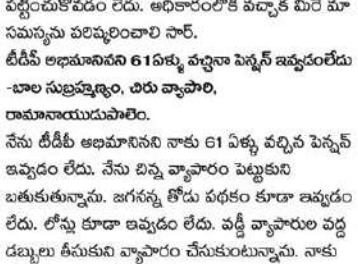 పట్టించుకోవడం లేదు. అధికారంలోకి వచ్చాక మీరే మా
సమస్యను పరిష్కరించాలి సార్.
టీడీపీ అభిమానినని 61ఏళ్ళు వచ్చినా పెన్షన్ ఇవ్వడంలేదు
-బాల సుబ్రహ్మణ్యం, చిరు వ్యాపారి,
రామానాయుడుపాలెం.
నేను టీడీపీ అభిమానినని నాకు 61 ఏళ్ళు వచ్చిన పెన్షన్
ఇవ్వడం లేదు. నేను చిన్న వ్యాపారం పెట్టుకుని
బతుకుతున్నాను. జగనన్న తోడు పథకం కూడా ఇవ్వడం
లేదు. లోన్లు కూడా ఇవ్వడం లేదు. వడ్డీ వ్యాపారుల వద్ద
డబ్బులు తీసుకుని వ్యాపారం చేసుకుంటున్నాను. నాకు